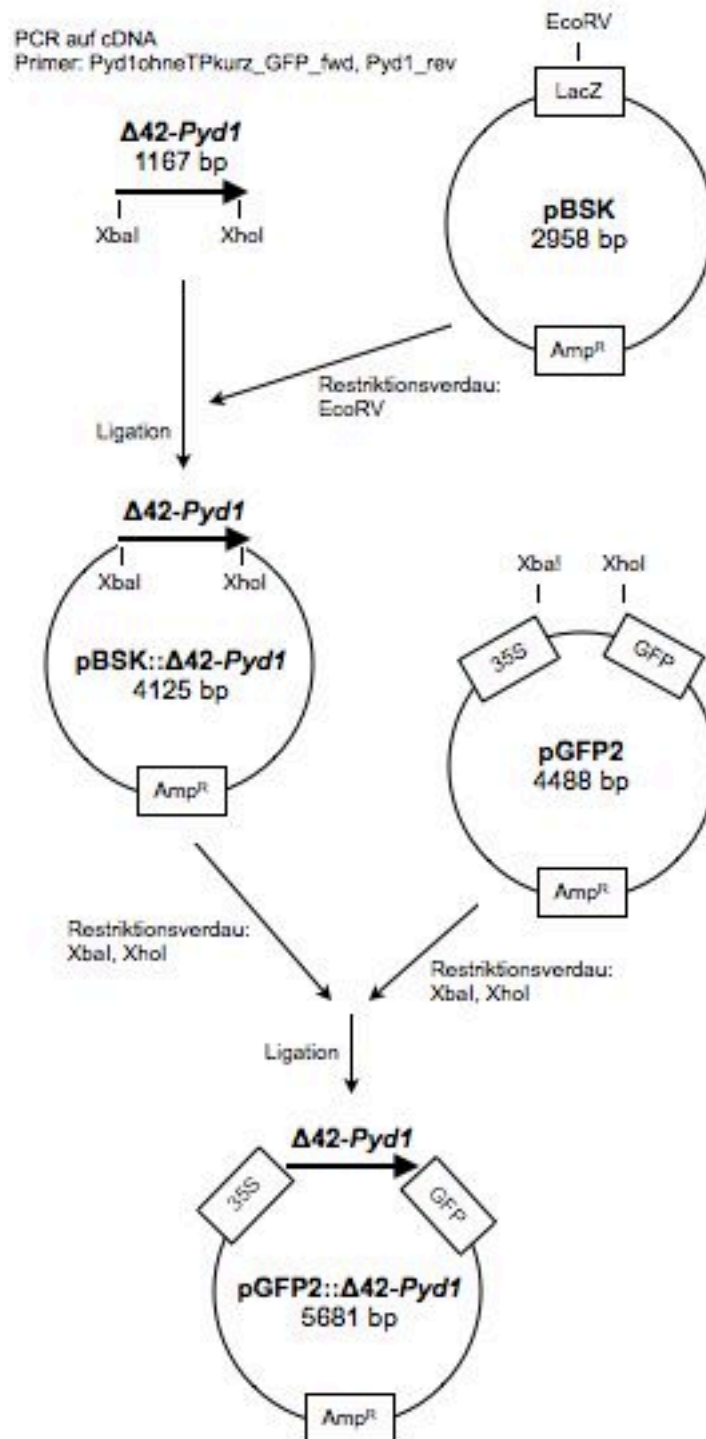 PCR auf cDNA
Primer: Pyd1ohneTPkurz_GFP_fwd, Pyd1_rev
EcoRV
LacZ
Δ42-Pyd1
1167 bp
XbaI
XhoI
pBSK
2958 bp
Ampᴿ
Restriktionsverdau:
EcoRV
Ligation
Δ42-Pyd1
XbaI
XhoI
pBSK::Δ42-Pyd1
4125 bp
Ampᴿ
XbaI
XhoI
35S
GFP
pGFP2
4488 bp
Ampᴿ
Restriktionsverdau:
XbaI, XhoI
Restriktionsverdau:
XbaI, XhoI
Ligation
Δ42-Pyd1
35S
GFP
pGFP2::Δ42-Pyd1
5681 bp
Ampᴿ